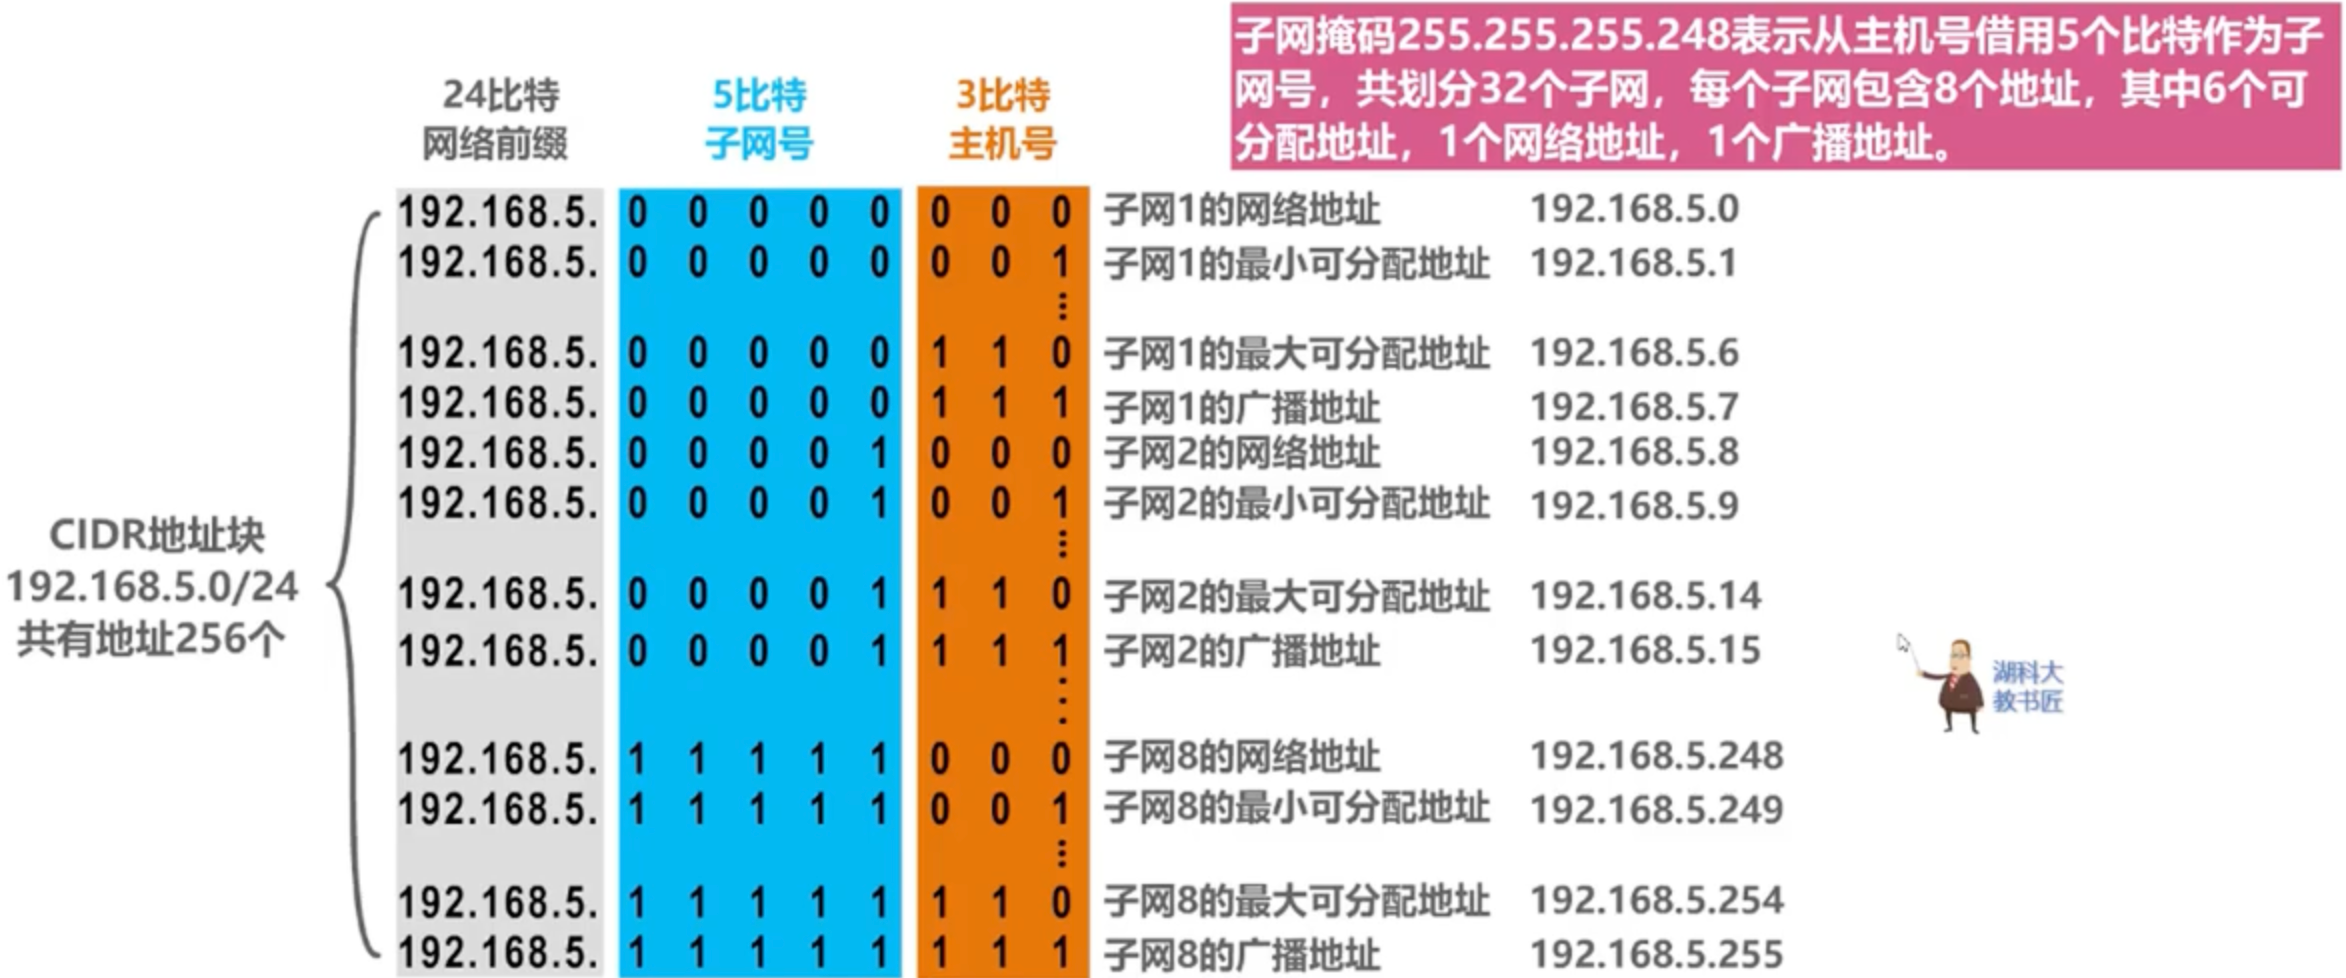 子网掩码255.255.255.248表示从主机号借用5个比特作为子
网号，共划分32个子网，每个子网包含8个地址，其中6个可
分配地址，1个网络地址，1个广播地址。
24比特 5比特 3比特
网络前缀 子网号 主机号
192.168.5. 0 0 0 0 0 0 0 0 子网1的网络地址 192.168.5.0
192.168.5. 0 0 0 0 0 0 0 1 子网1的最小可分配地址 192.168.5.1
...
192.168.5. 0 0 0 0 0 1 1 0 子网1的最大可分配地址 192.168.5.6
192.168.5. 0 0 0 0 0 1 1 1 子网1的广播地址 192.168.5.7
192.168.5. 0 0 0 0 1 0 0 0 子网2的网络地址 192.168.5.8
192.168.5. 0 0 0 0 1 0 0 1 子网2的最小可分配地址 192.168.5.9
...
192.168.5. 0 0 0 0 1 1 1 0 子网2的最大可分配地址 192.168.5.14
192.168.5. 0 0 0 0 1 1 1 1 子网2的广播地址 192.168.5.15
....
192.168.5. 1 1 1 1 1 0 0 0 子网8的网络地址 192.168.5.248
192.168.5. 1 1 1 1 1 0 0 1 子网8的最小可分配地址 192.168.5.249
...
192.168.5. 1 1 1 1 1 1 1 0 子网8的最大可分配地址 192.168.5.254
192.168.5. 1 1 1 1 1 1 1 1 子网8的广播地址 192.168.5.255
CIDR地址块
192.168.5.0/24
共有地址256个
湖科大
教书匠